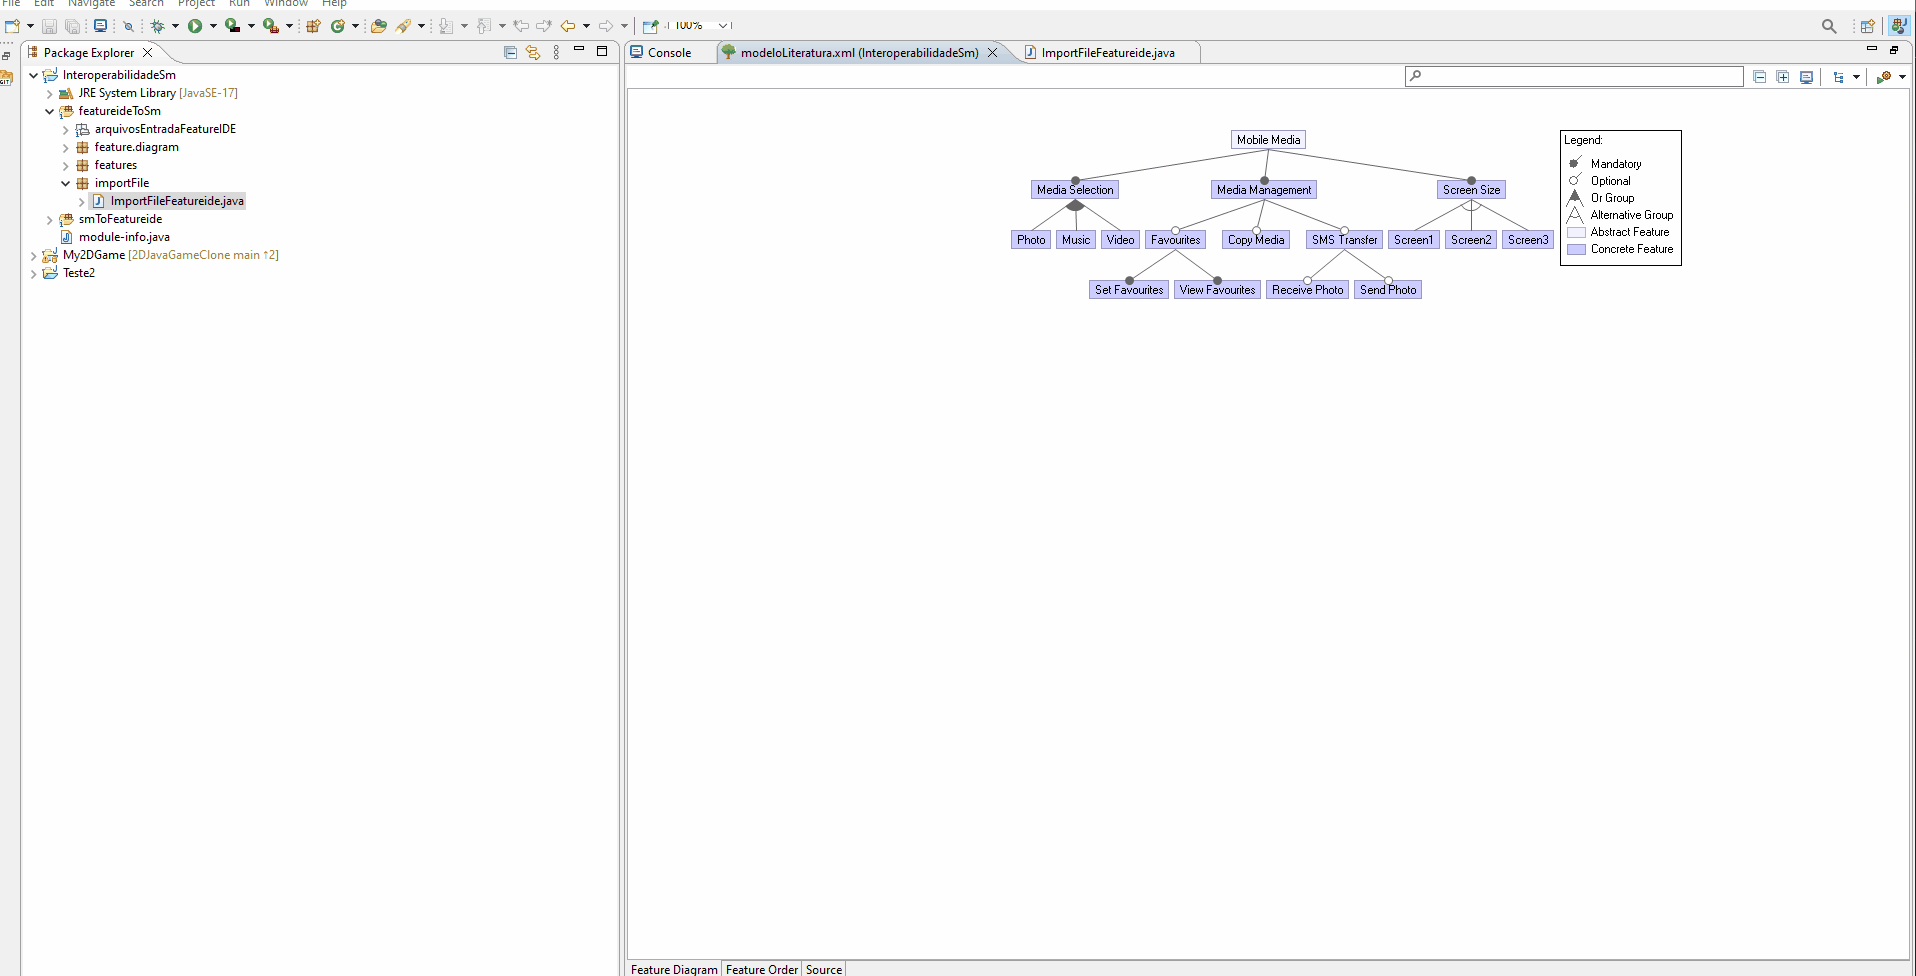 File Edit Navigate Search Project Run Window Help
100%
Package Explorer
InteroperabilidadeSm
JRE System Library [JavaSE-17]
featureideToSm
arquivosEntradaFeatureIDE
feature.diagram
features
importFile
ImportFileFeatureide.java
smToFeatureide
module-info.java
My2DGame [2DJavaGameClone main ↑2]
Teste2
Console
modeloLiteratura.xml (InteroperabilidadeSm)
ImportFileFeatureide.java
Mobile Media
Media Selection
Media Management
Screen Size
Photo
Music
Video
Favourites
Copy Media
SMS Transfer
Screen1
Screen2
Screen3
Set Favourites
View Favourites
Receive Photo
Send Photo
Legend:
Mandatory
Optional
Or Group
Alternative Group
Abstract Feature
Concrete Feature
Feature Diagram
Feature Order
Source
GIT